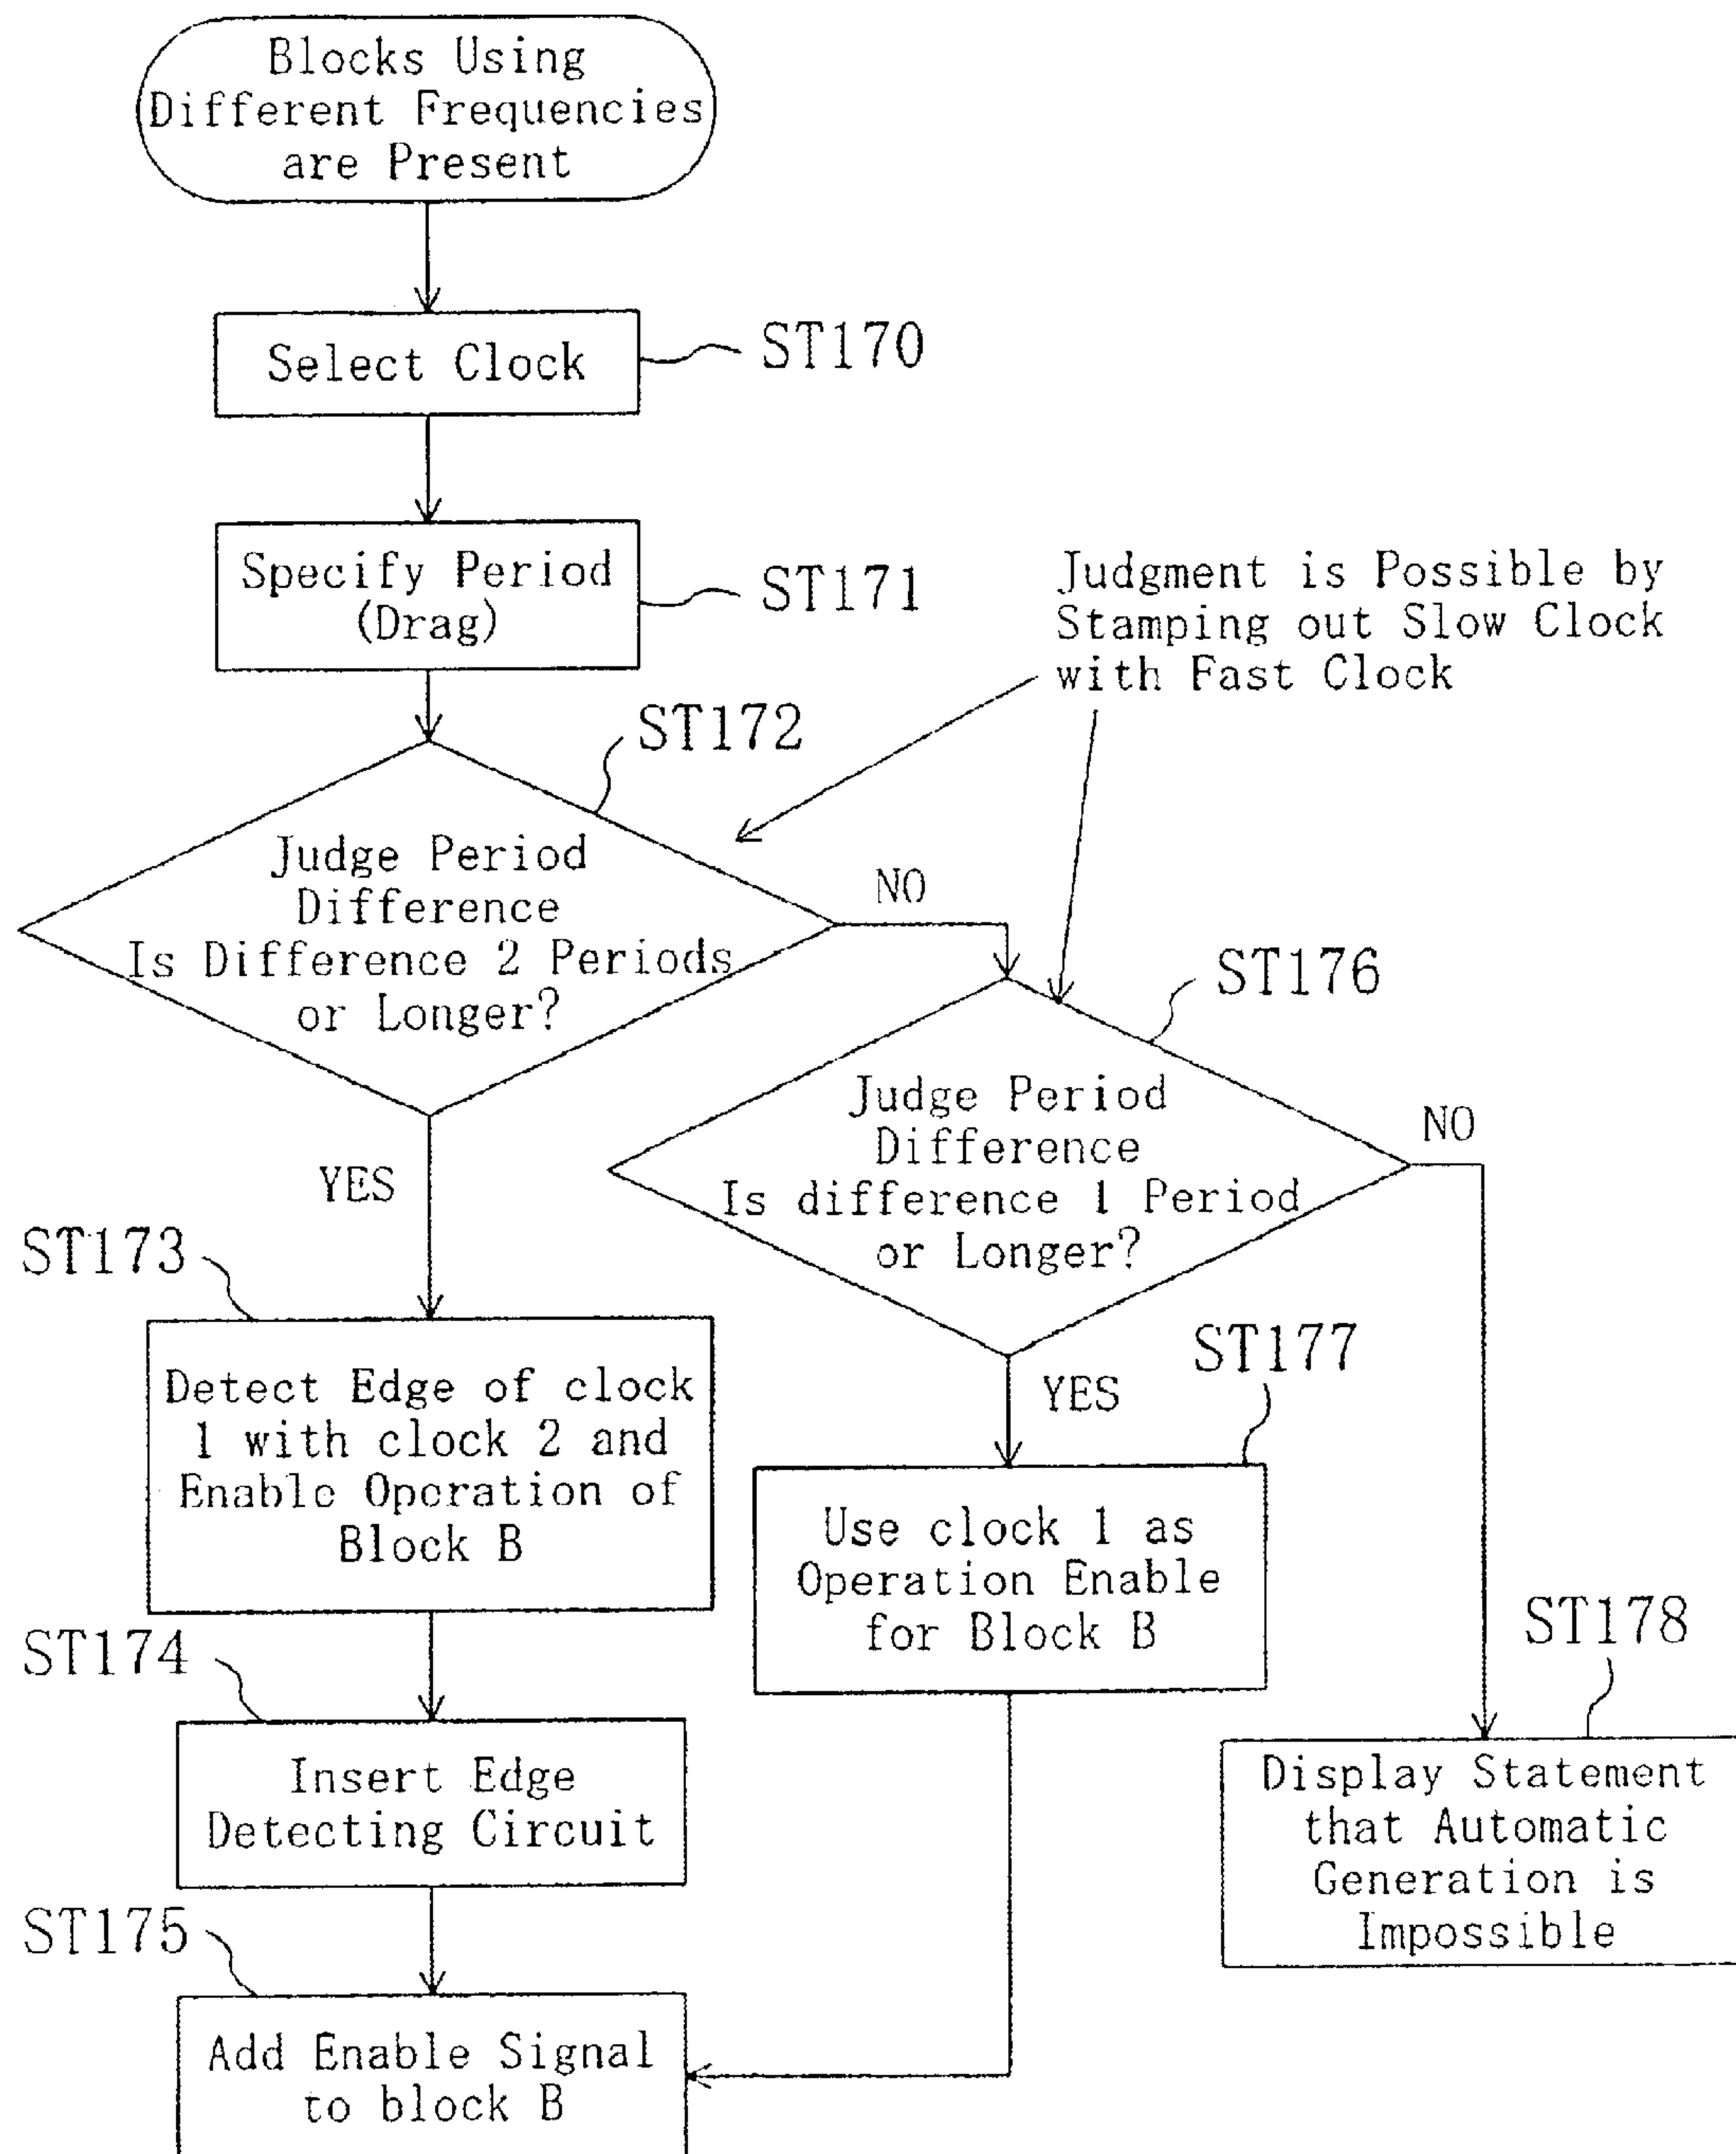 Blocks Using
Different Frequencies
are Present
Select Clock
ST170
Specify Period
(Drag)
ST171
Judgment is Possible by
Stamping out Slow Clock
with Fast Clock
ST172
Judge Period
Difference
Is Difference 2 Periods
or Longer?
NO
YES
ST176
Judge Period
Difference
Is difference 1 Period
or Longer?
NO
YES
ST173
Detect Edge of clock
1 with clock 2 and
Enable Operation of
Block B
ST177
Use clock 1 as
Operation Enable
for Block B
ST174
Insert Edge
Detecting Circuit
ST178
Display Statement
that Automatic
Generation is
Impossible
ST175
Add Enable Signal
to block B